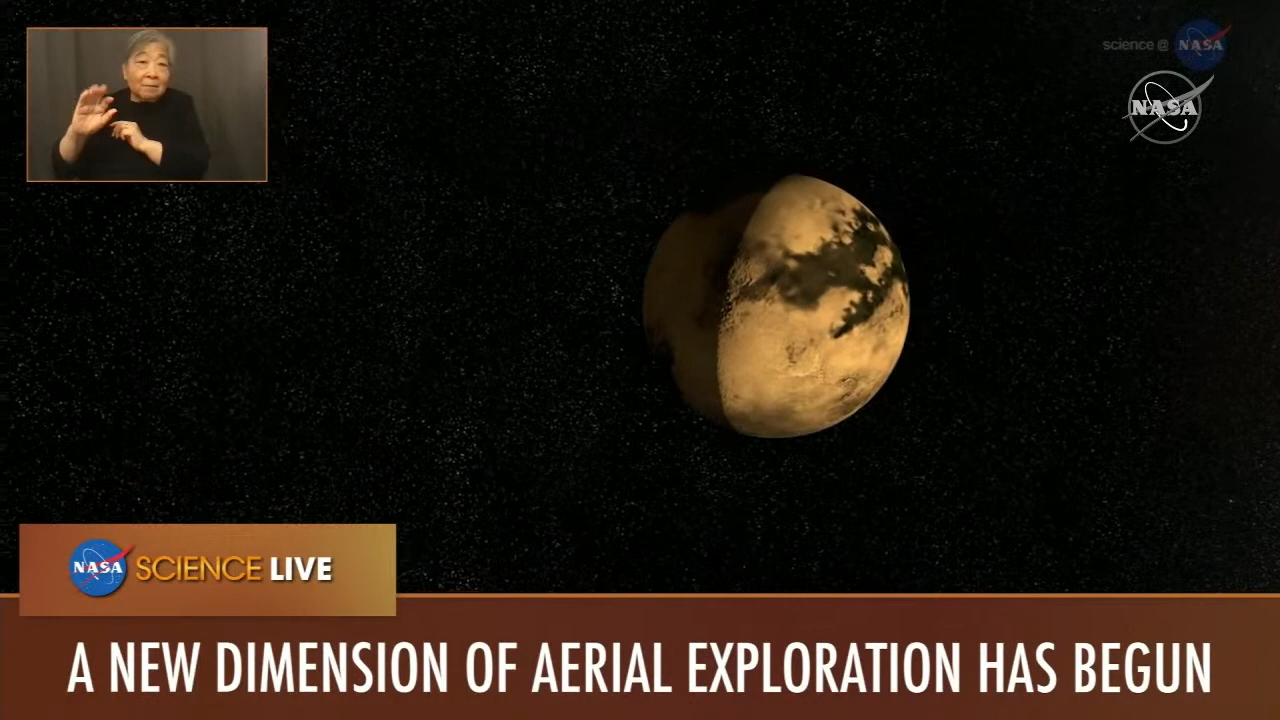 science @ NASA
NASA
NASA SCIENCE LIVE
A NEW DIMENSION OF AERIAL EXPLORATION HAS BEGUN